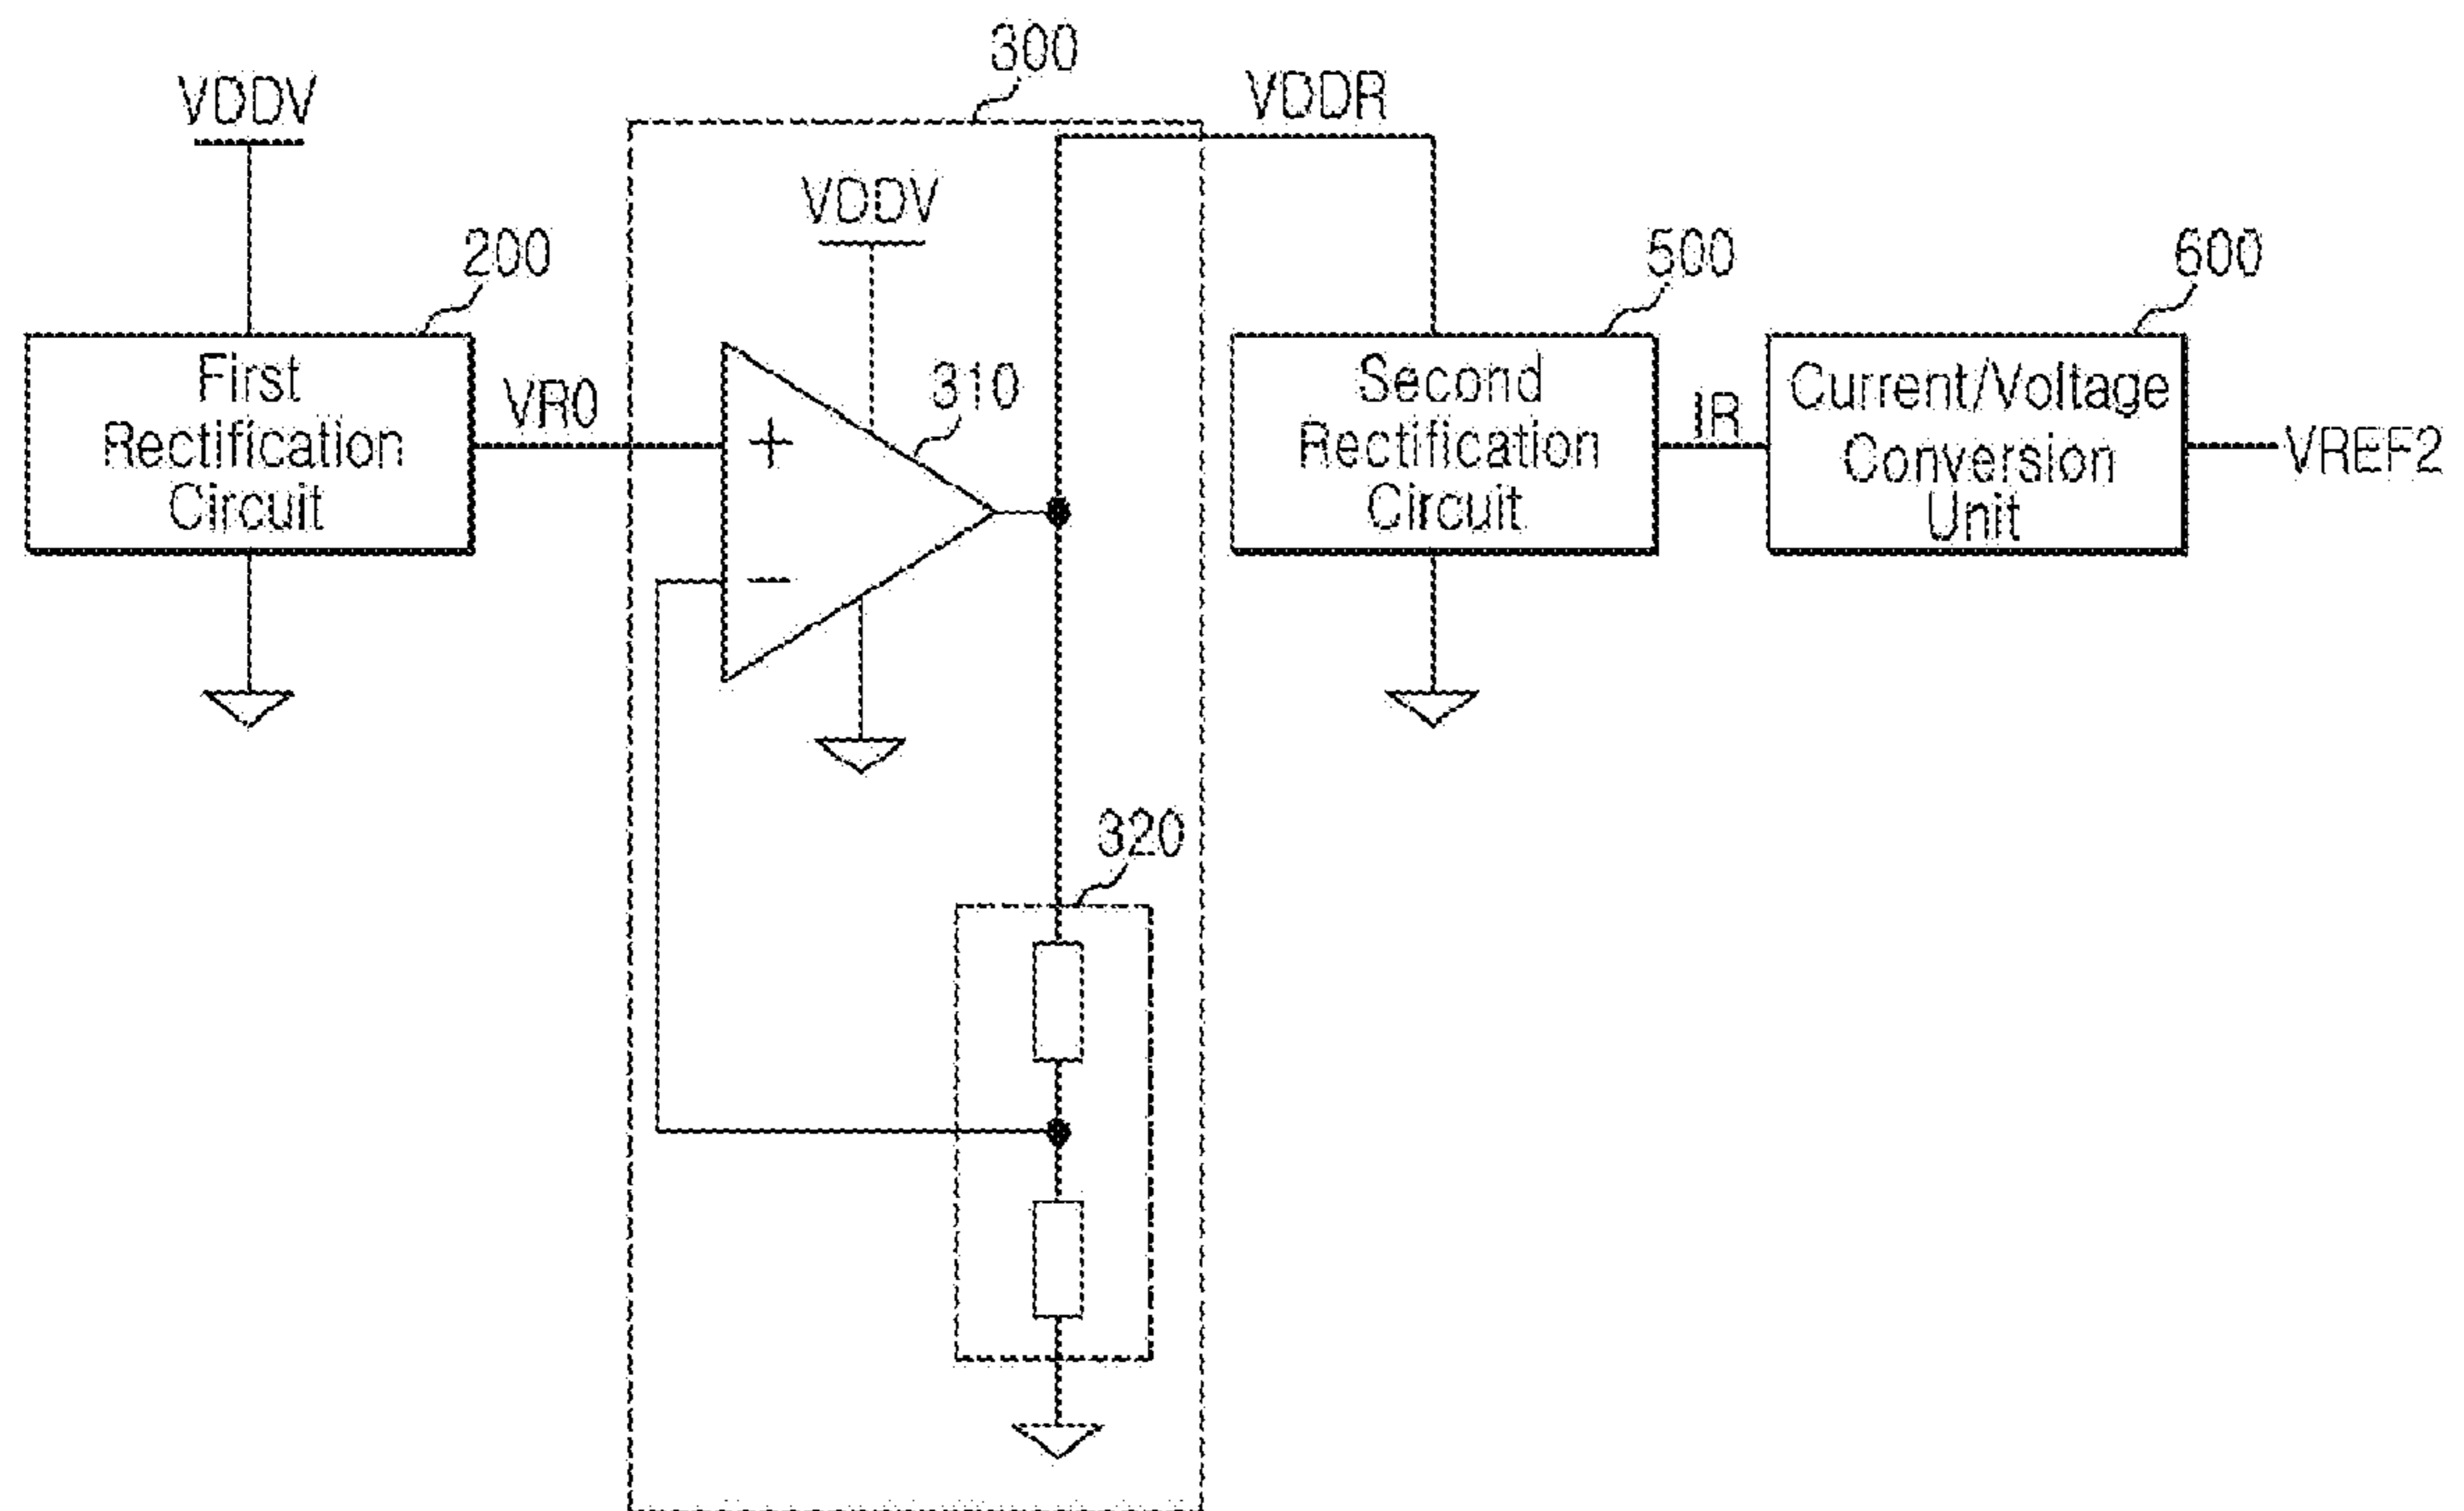 300
VDDV
VDDR
VDDV
200
500
600
First
Rectification
Circuit
VR0
310
+
−
Second
Rectification
Circuit
IR
Current/Voltage
Conversion
Unit
VREF2
320